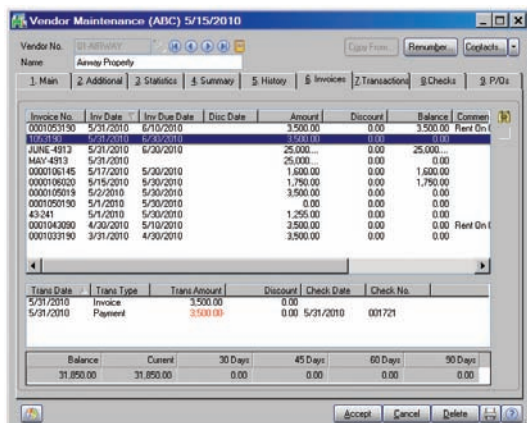 Vendor Maintenance (ABC) 5/15/2010
Vendor No. 01-AIRWAY Copy From... Renumber... Contacts...
Name Airway Property
1. Main 2. Additional 3. Statistics 4. Summary 5. History 6. Invoices 7. Transactions 8. Checks 9. P/Os
Invoice No. Inv Date Inv Due Date Disc Date Amount Discount Balance Commen
0001053190 5/31/2010 6/10/2010 3,500.00 0.00 3,500.00 Rent On (
1053190 5/31/2010 6/30/2010 3,500.00 0.00 0.00
JUNE-4913 5/31/2010 6/30/2010 25,000.... 0.00 25,000....
MAY-4913 5/31/2010 25,000.... 0.00 0.00
0000106145 5/17/2010 5/30/2010 1,600.00 0.00 1,600.00
0000106020 5/15/2010 5/30/2010 1,750.00 0.00 1,750.00
0000105019 5/2/2010 5/30/2010 3,500.00 0.00 0.00
0001050190 5/1/2010 5/30/2010 0.00 0.00 0.00
43-241 5/1/2010 5/30/2010 1,255.00 0.00 0.00
0001043090 4/30/2010 5/10/2010 3,500.00 0.00 0.00 Rent On (
0001033190 3/31/2010 4/30/2010 3,500.00 0.00 0.00
Trans Date Trans Type Trans Amount Discount Check Date Check No.
5/31/2010 Invoice 3,500.00 0.00
5/31/2010 Payment 3,500.00- 0.00 5/31/2010 001721
Balance Current 30 Days 45 Days 60 Days 90 Days
31,850.00 31,850.00 0.00 0.00 0.00 0.00
Accept Cancel Delete